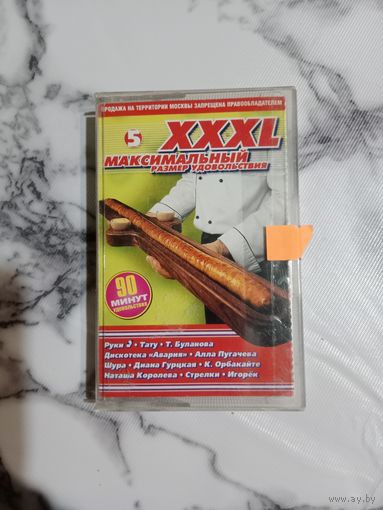 ПРОДАЖА НА ТЕРРИТОРИИ МОСКВЫ ЗАПРЕЩЕНА ПРАВООБЛАДАТЕЛЕМ
5 XXXL
МАКСИМАЛЬНЫЙ
РАЗМЕР УДОВОЛЬСТВИЯ
90
МИНУТ
УДОВОЛЬСТВИЯ
Руки • Тату • Т. Буланова
Дискотека «Авария» • Алла Пугачева
Шура • Диана Гурцкая • К. Орбакайте
Наташа Королева • Стрелки • Игорёк
www.ay.by